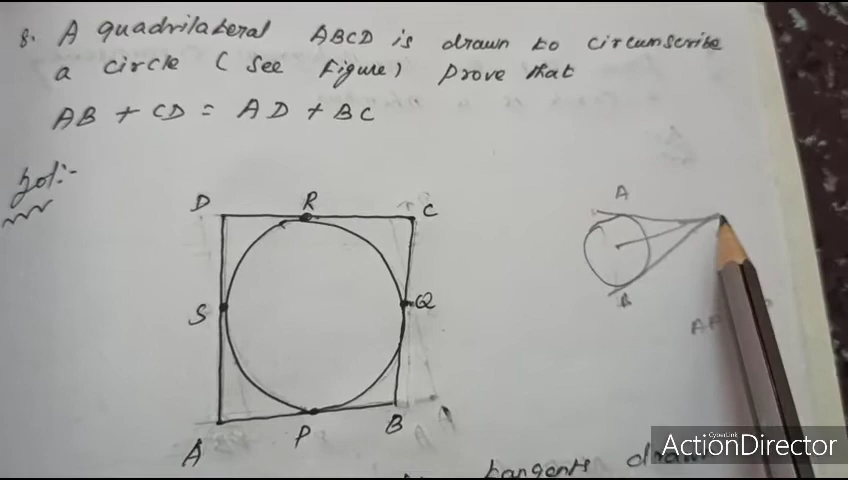 8. A quadrilateral ABCD is drawn to circumscribe
a circle ( See Figure) Prove that
AB + CD = AD + BC
Sol:-
D R C
A
S Q
B
A P B
tangents
CyberLink
ActionDirector